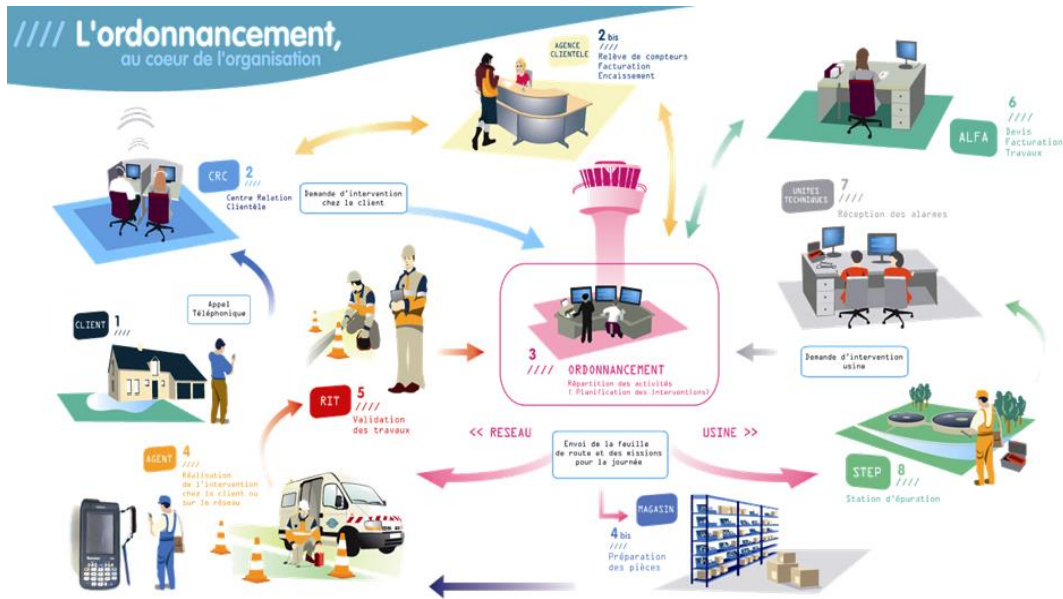 //// L'ordonnancement,
au coeur de l'organisation
AGENCE
CLIENTELE
2 bis
////
Relève de compteurs
Facturation
Encaissement
6
////
Devis
Facturation
Travaux
ALFA
CRC
2
////
Centre Relation
Clientèle
Demande d'intervention
chez le client
UNITES
TECHNIQUES
7
////
Réception des alarmes
Appel
Téléphonique
CLIENT
1
////
3
////
ORDONNANCEMENT
Répartition des activités
( Planification des interventions)
Demande d'intervention
usine
RIT
5
////
Validation
des travaux
<< RESEAU
USINE >>
Envoi de la feuille
de route et des missions
pour la journée
AGENT
4
////
Réalisation
de l'intervention
chez la client ou
sur le réseau
STEP
8
////
Station d'épuration
MAGASIN
4 bis
////
Préparation
des pièces